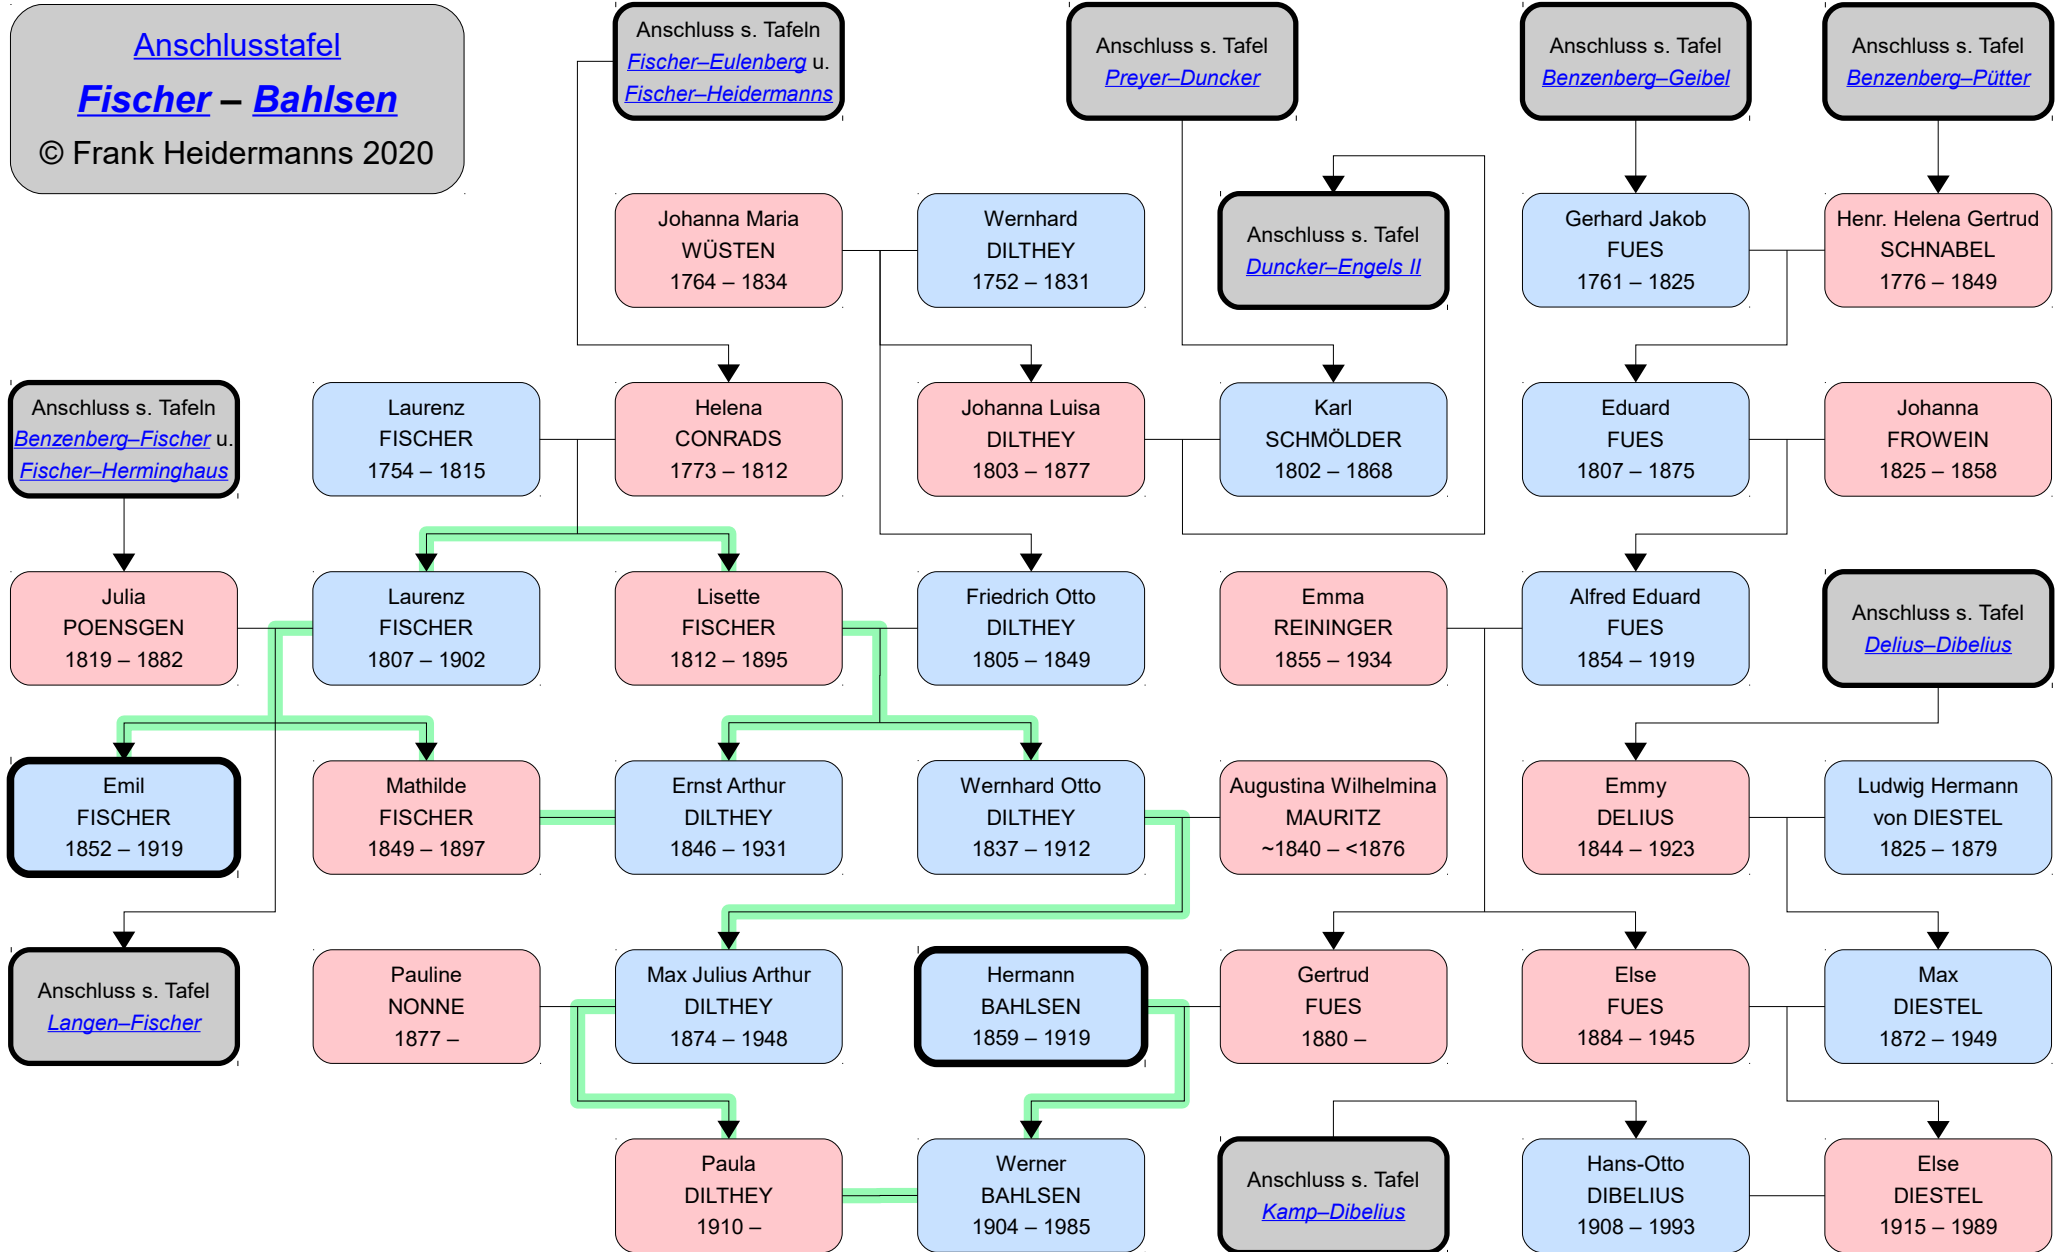 Anschlusstafel
Fischer – Bahlsen
© Frank Heidermanns 2020
Anschluss s. Tafeln
Fischer–Eulenberg u.
Fischer–Heidermanns
Anschluss s. Tafel
Preyer–Duncker
Anschluss s. Tafel
Benzenberg–Geibel
Anschluss s. Tafel
Benzenberg–Pütter
Johanna Maria
WÜSTEN
1764 – 1834
Wernhard
DILTHEY
1752 – 1831
Anschluss s. Tafel
Duncker–Engels II
Gerhard Jakob
FUES
1761 – 1825
Henr. Helena Gertrud
SCHNABEL
1776 – 1849
Anschluss s. Tafeln
Benzenberg–Fischer u.
Fischer–Herminghaus
Laurenz
FISCHER
1754 – 1815
Helena
CONRADS
1773 – 1812
Johanna Luisa
DILTHEY
1803 – 1877
Karl
SCHMÖLDER
1802 – 1868
Eduard
FUES
1807 – 1875
Johanna
FROWEIN
1825 – 1858
Julia
POENSGEN
1819 – 1882
Laurenz
FISCHER
1807 – 1902
Lisette
FISCHER
1812 – 1895
Friedrich Otto
DILTHEY
1805 – 1849
Emma
REININGER
1855 – 1934
Alfred Eduard
FUES
1854 – 1919
Anschluss s. Tafel
Delius–Dibelius
Emil
FISCHER
1852 – 1919
Mathilde
FISCHER
1849 – 1897
Ernst Arthur
DILTHEY
1846 – 1931
Wernhard Otto
DILTHEY
1837 – 1912
Augustina Wilhelmina
MAURITZ
~1840 – <1876
Emmy
DELIUS
1844 – 1923
Ludwig Hermann
von DIESTEL
1825 – 1879
Anschluss s. Tafel
Langen–Fischer
Pauline
NONNE
1877 –
Max Julius Arthur
DILTHEY
1874 – 1948
Hermann
BAHLSEN
1859 – 1919
Gertrud
FUES
1880 –
Else
FUES
1884 – 1945
Max
DIESTEL
1872 – 1949
Paula
DILTHEY
1910 –
Werner
BAHLSEN
1904 – 1985
Anschluss s. Tafel
Kamp–Dibelius
Hans-Otto
DIBELIUS
1908 – 1993
Else
DIESTEL
1915 – 1989